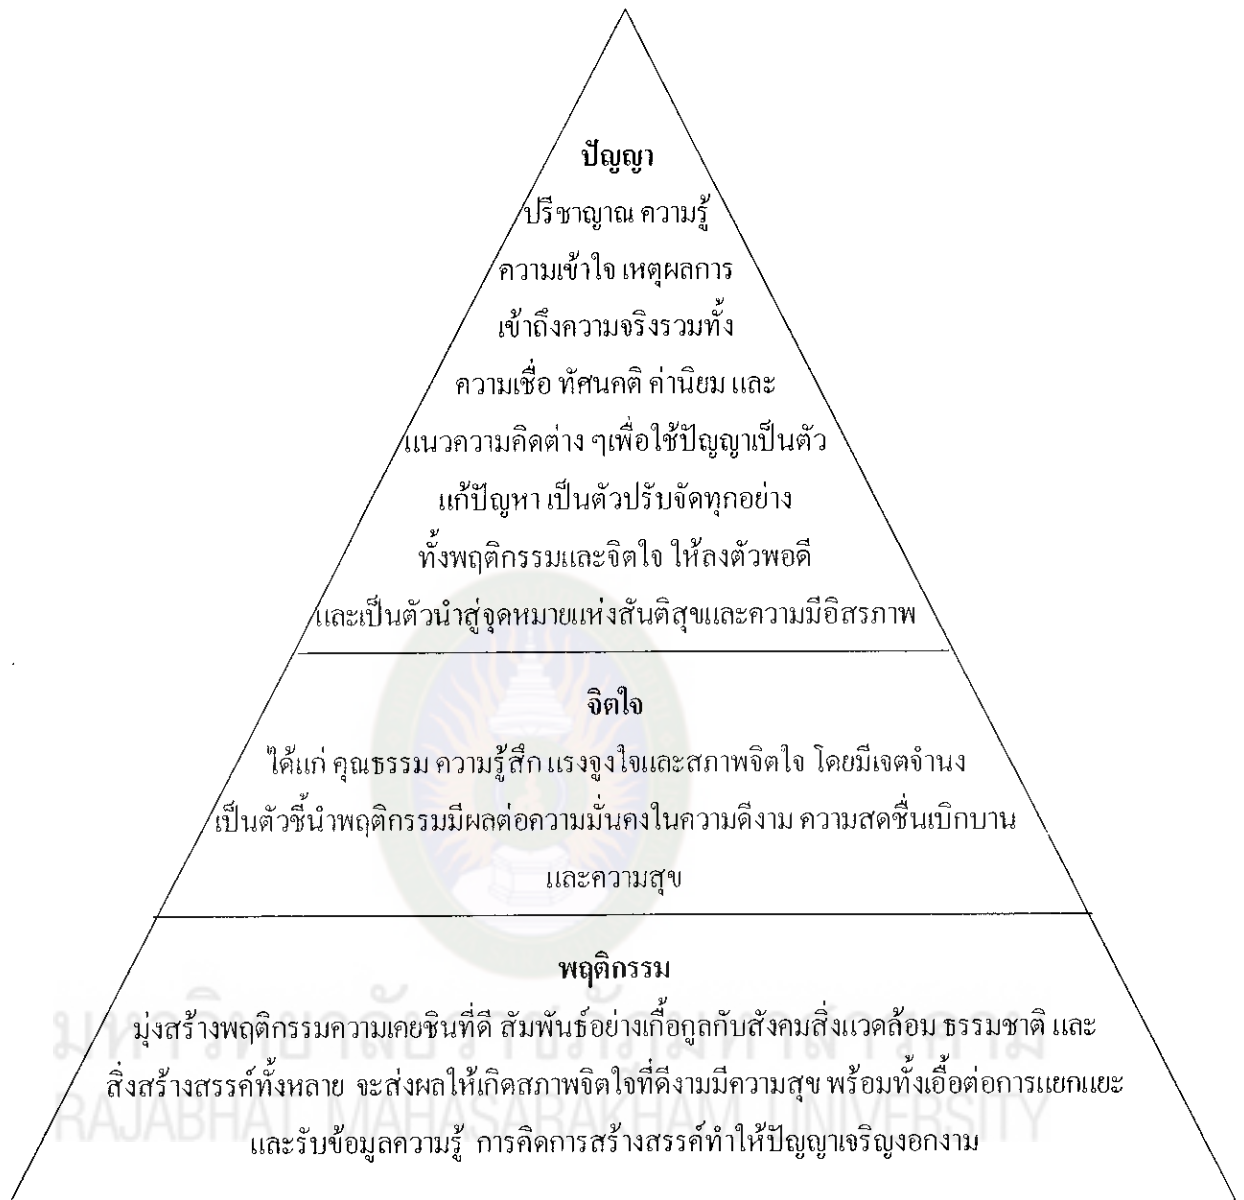 ปัญญา
ปรีชาญาณ ความรู้
ความเข้าใจ เหตุผลการ
เข้าถึงความจริงรวมทั้ง
ความเชื่อ ทัศนคติ ค่านิยม และ
แนวความคิดต่าง ๆเพื่อใช้ปัญญาเป็นตัว
แก้ปัญหา เป็นตัวปรับจัดทุกอย่าง
ทั้งพฤติกรรมและจิตใจ ให้ลงตัวพอดี
และเป็นตัวนำสู่จุดหมายแห่งสันติสุขและความมีอิสรภาพ
จิตใจ
ได้แก่ คุณธรรม ความรู้สึก แรงจูงใจและสภาพจิตใจ โดยมีเจตจำนง
เป็นตัวชี้นำพฤติกรรมมีผลต่อความมั่นคงในความดีงาม ความสดชื่นเบิกบาน
และความสุข
พฤติกรรม
มุ่งสร้างพฤติกรรมความเคยชินที่ดี สัมพันธ์อย่างเกื้อกูลกับสังคมสิ่งแวดล้อม ธรรมชาติ และ
สิ่งสร้างสรรค์ทั้งหลาย จะส่งผลให้เกิดสภาพจิตใจที่ดีงามมีความสุข พร้อมทั้งเอื้อต่อการแยกแยะ
และรับข้อมูลความรู้ การคิดการสร้างสรรค์ทำให้ปัญญาเจริญงอกงาม
มหาวิทยาลัยราชภัฏมหาสารคาม
RAJABHAT MAHASARAKHAM UNIVERSITY